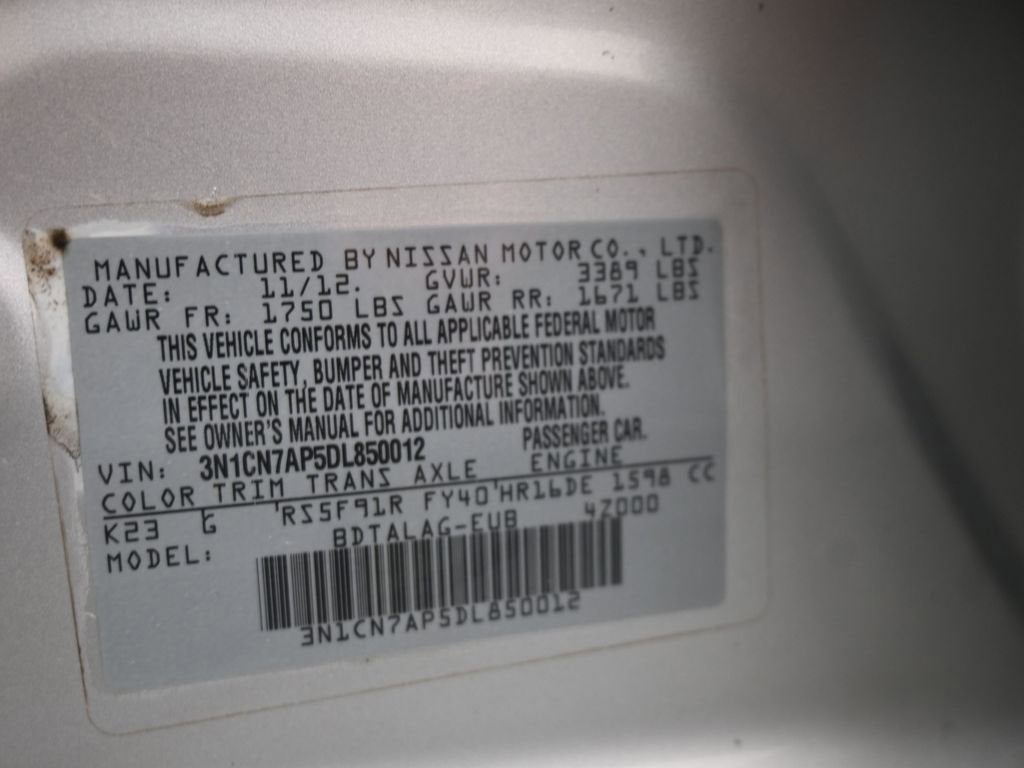 MANUFACTURED BY NISSAN MOTOR CO., LTD.
DATE: 11/12. GVWR: 3389 LBS
GAWR FR: 1750 LBS GAWR RR: 1671 LBS
THIS VEHICLE CONFORMS TO ALL APPLICABLE FEDERAL MOTOR
VEHICLE SAFETY, BUMPER AND THEFT PREVENTION STANDARDS
IN EFFECT ON THE DATE OF MANUFACTURE SHOWN ABOVE.
SEE OWNER'S MANUAL FOR ADDITIONAL INFORMATION.
VIN: 3N1CN7AP5DL850012 PASSENGER CAR.
COLOR TRIM TRANS AXLE ENGINE
K23 G RS5F91R FY40 HR16DE 1598 CC
MODEL: BDTALAG-EUB 47000
3N1CN7AP5DL850012